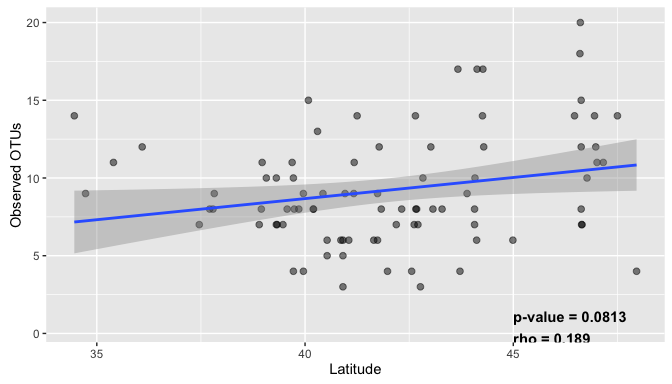 20
15
10
5
0
Observed OTUs
p-value = 0.0813
rho = 0.189
35
40
45
Latitude